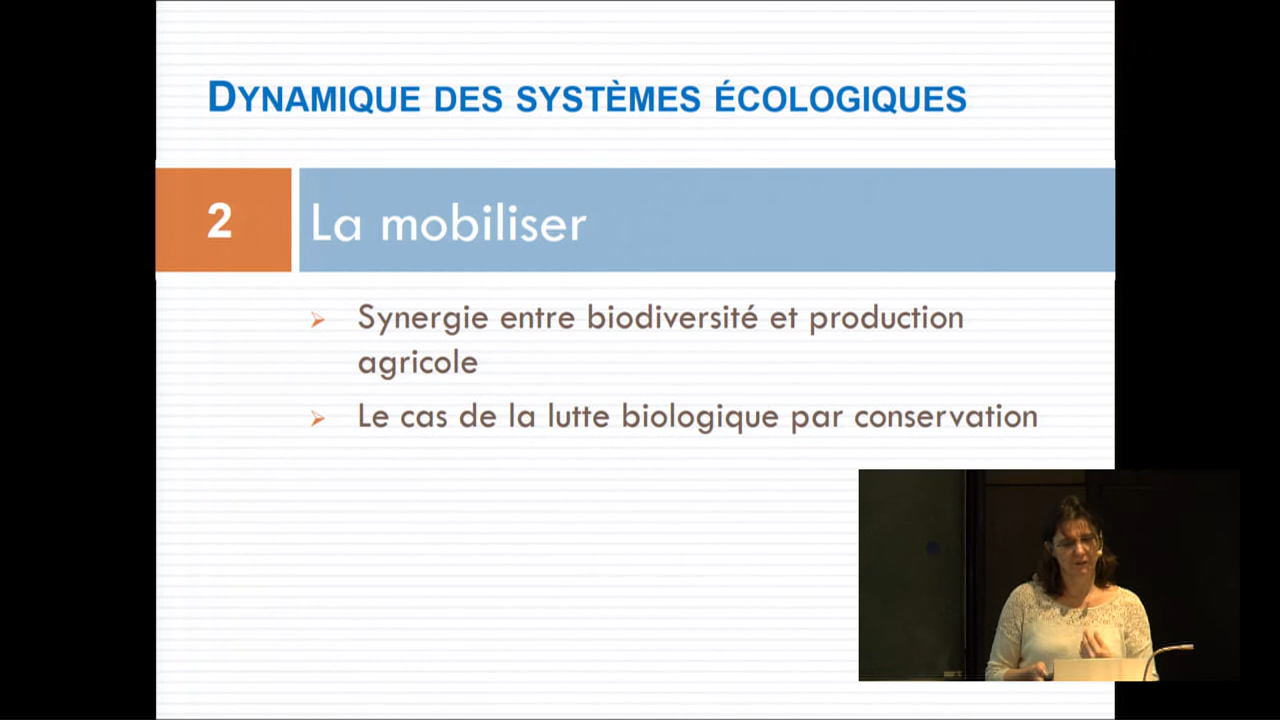 DYNAMIQUE DES SYSTÈMES ÉCOLOGIQUES
2
La mobiliser
Synergie entre biodiversité et production
agricole
Le cas de la lutte biologique par conservation